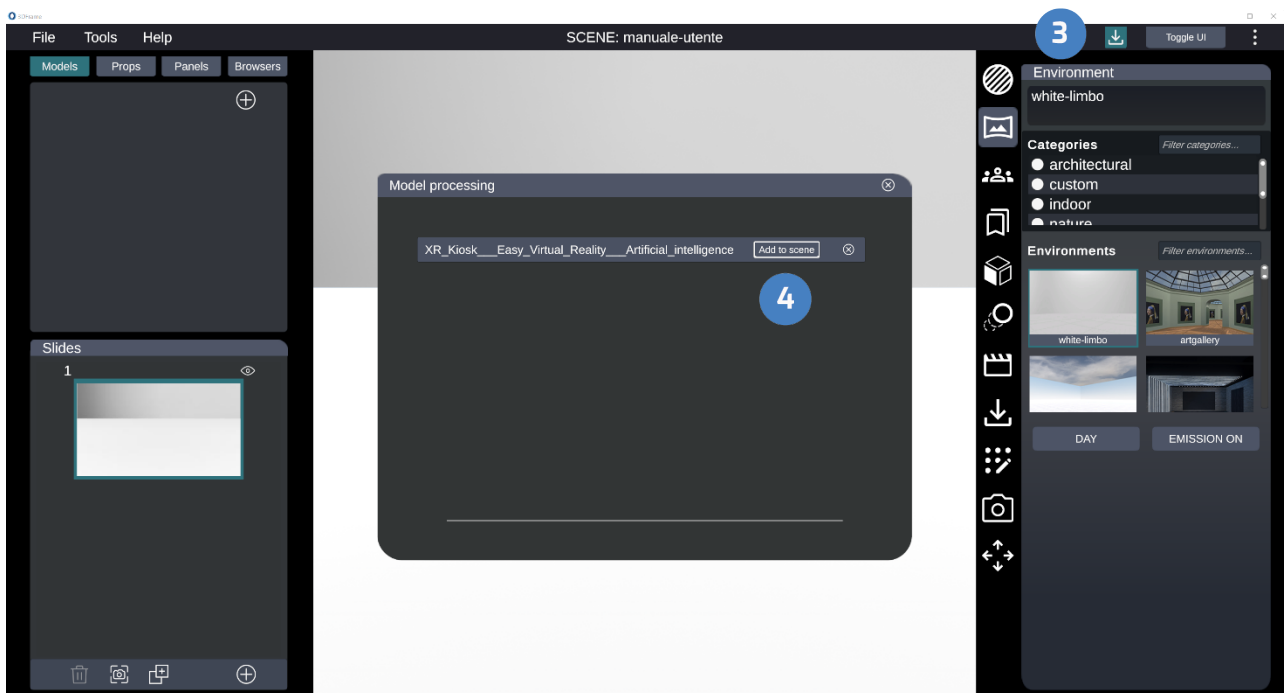 File Tools Help
SCENE: manuale-utente
3
Toggle UI
Models Props Panels Browsers
Environment
white-limbo
Categories
Filter categories...
architectural
custom
indoor
nature
Environments
Filter environments...
white-limbo
artgallery
DAY
EMISSION ON
Model processing
XR_Kiosk___Easy_Virtual_Reality___Artificial_intelligence
Add to scene
4
Slides
1